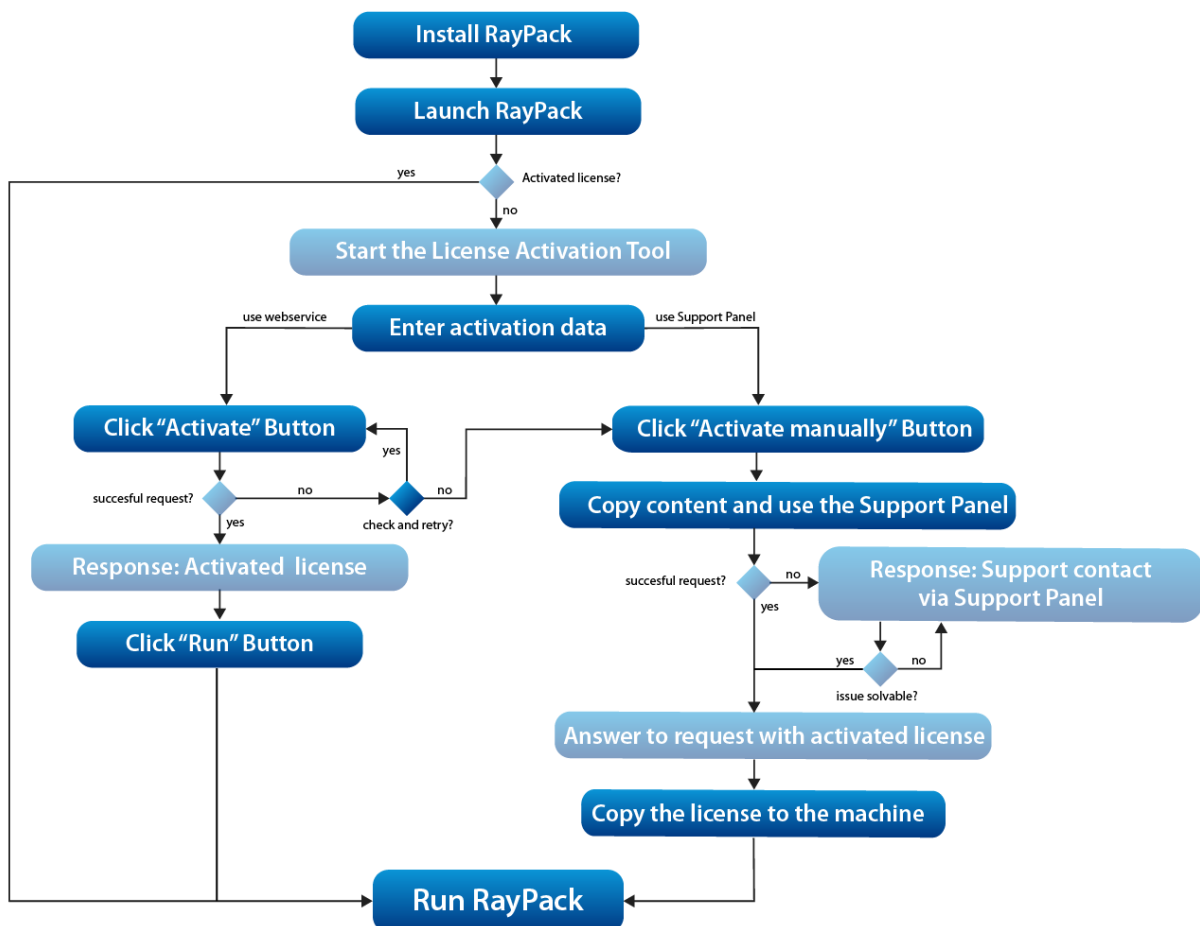 Install RayPack
Launch RayPack
yes
Activated license?
no
Start the License Activation Tool
use webservice
Enter activation data
use Support Panel
Click “Activate” Button
Click “Activate manually” Button
yes
succesful request?
no
no
yes
check and retry?
Copy content and use the Support Panel
Response: Activated license
succesful request?
no
yes
Response: Support contact
via Support Panel
Click “Run” Button
yes
no
issue solvable?
Answer to request with activated license
Copy the license to the machine
Run RayPack